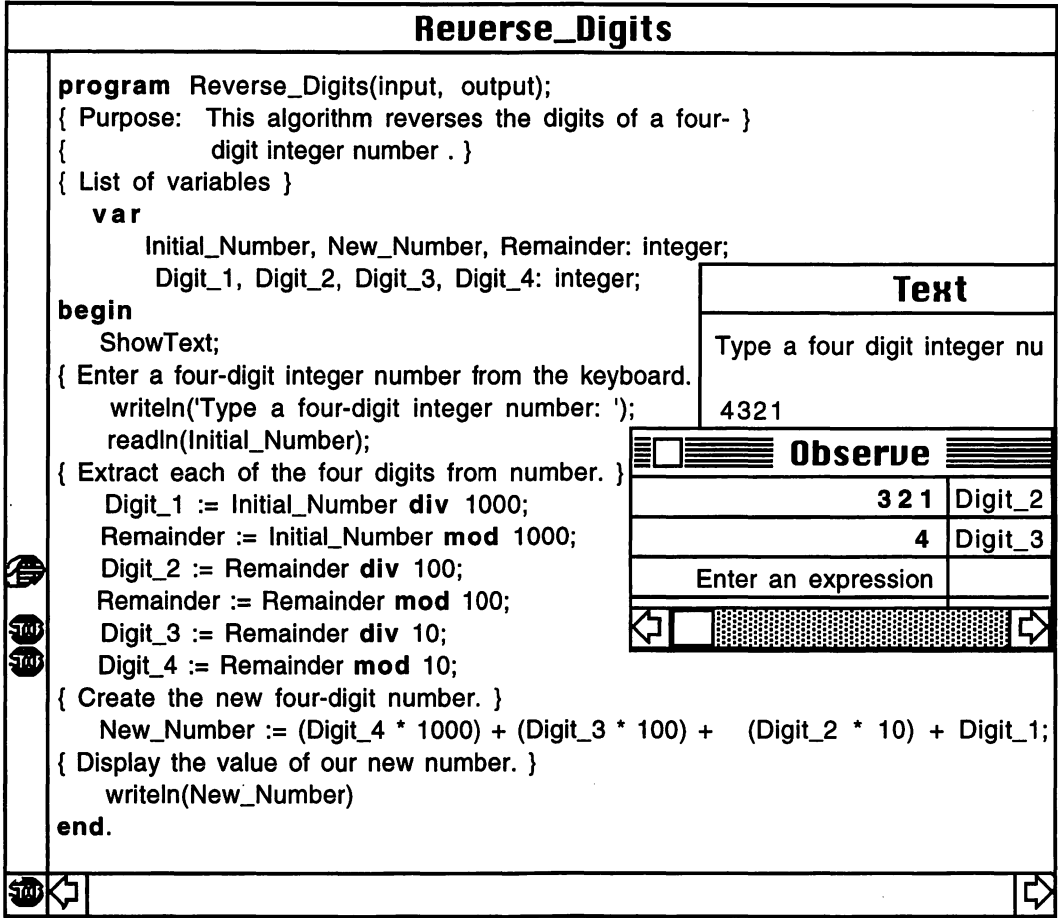 Reverse_Digits
program Reverse_Digits(input, output);
{ Purpose: This algorithm reverses the digits of a four- }
{ digit integer number . }
{ List of variables }
var
Initial_Number, New_Number, Remainder: integer;
Digit_1, Digit_2, Digit_3, Digit_4: integer;
begin
ShowText;
{ Enter a four-digit integer number from the keyboard.
writeln('Type a four-digit integer number: ');
readln(Initial_Number);
{ Extract each of the four digits from number. }
Digit_1 := Initial_Number div 1000;
Remainder := Initial_Number mod 1000;
Digit_2 := Remainder div 100;
Remainder := Remainder mod 100;
STOP
Digit_3 := Remainder div 10;
STOP
Digit_4 := Remainder mod 10;
{ Create the new four-digit number. }
New_Number := (Digit_4 * 1000) + (Digit_3 * 100) + (Digit_2 * 10) + Digit_1;
{ Display the value of our new number. }
writeln(New_Number)
end.
STOP
Text
Type a four digit integer nu
4321
Observe
321 Digit_2
4 Digit_3
Enter an expression